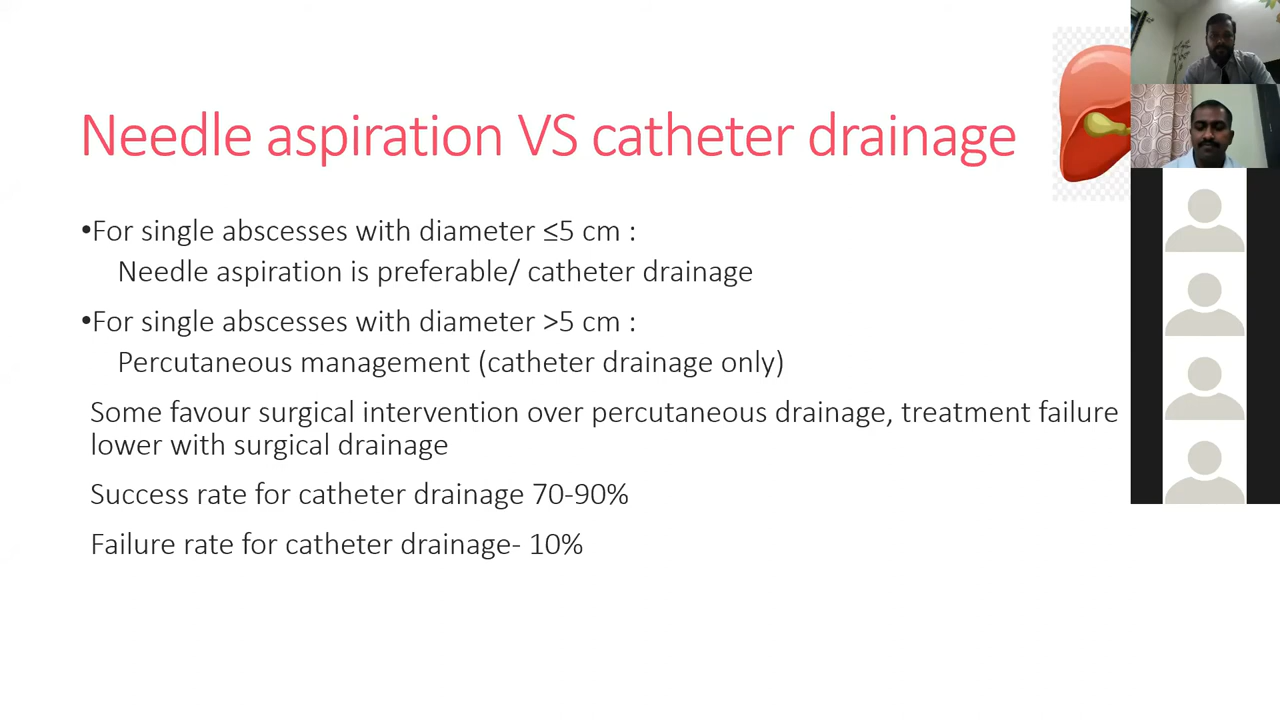 Needle aspiration VS catheter drainage
•For single abscesses with diameter ≤5 cm :
Needle aspiration is preferable/ catheter drainage
•For single abscesses with diameter >5 cm :
Percutaneous management (catheter drainage only)
Some favour surgical intervention over percutaneous drainage, treatment failure
lower with surgical drainage
Success rate for catheter drainage 70-90%
Failure rate for catheter drainage- 10%